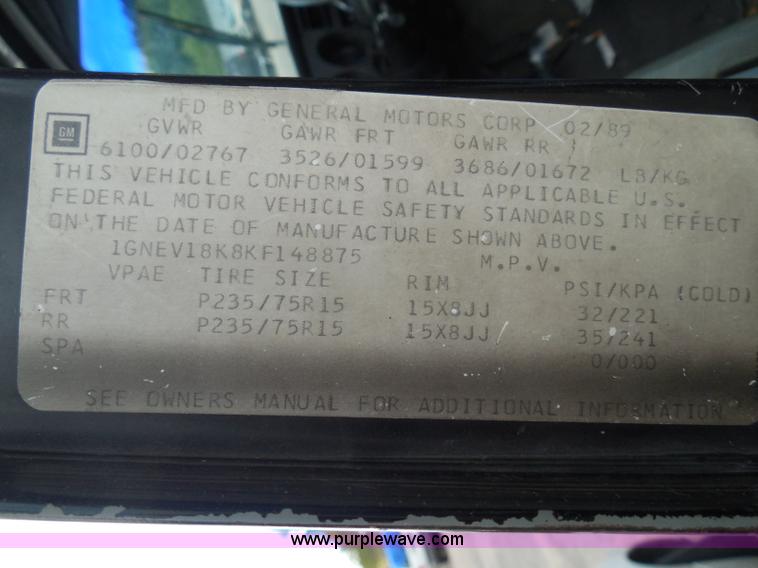 MFD BY GENERAL MOTORS CORP 02/89
GM
GVWR GAWR FRT GAWR RR
6100/02767 3526/01599 3686/01672 LB/KG
THIS VEHICLE CONFORMS TO ALL APPLICABLE U.S.
FEDERAL MOTOR VEHICLE SAFETY STANDARDS IN EFFECT
ON THE DATE OF MANUFACTURE SHOWN ABOVE.
1GNEV18K8KF148875 M.P.V.
VPAE TIRE SIZE RIM PSI/KPA (COLD)
FRT P235/75R15 15X8JJ 32/221
RR P235/75R15 15X8JJ 35/241
SPA 0/000
SEE OWNERS MANUAL FOR ADDITIONAL INFORMATION
www.purplewave.com